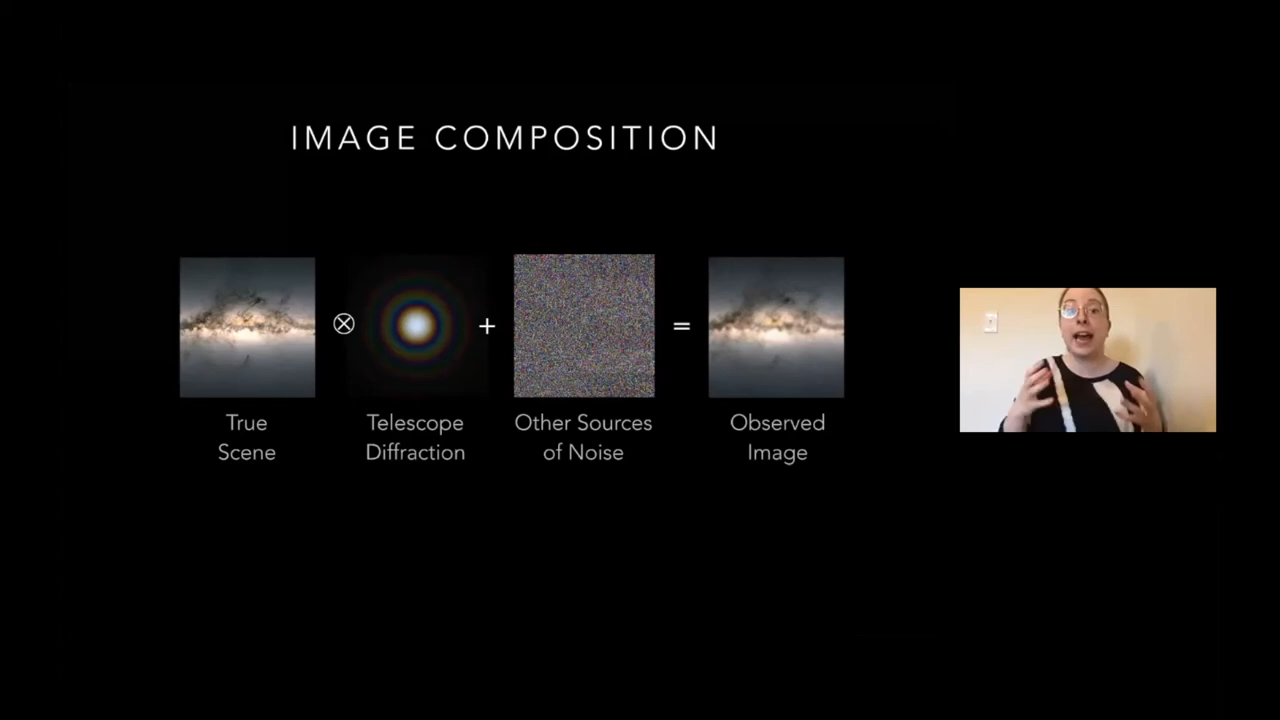 IMAGE COMPOSITION
⊗ + =
True
Scene
Telescope
Diffraction
Other Sources
of Noise
Observed
Image